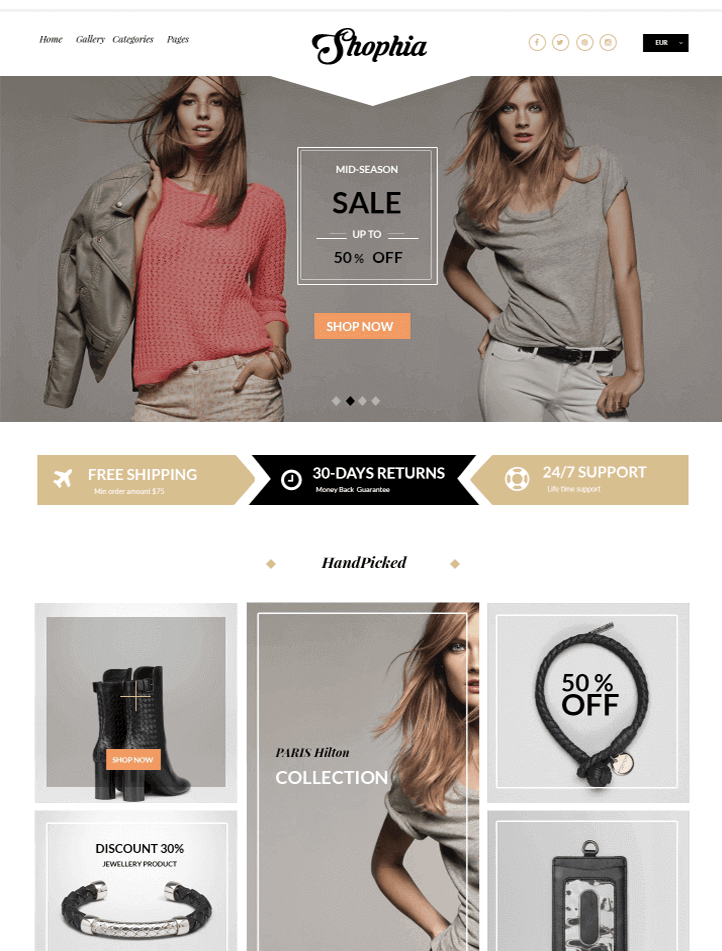 Home Gallery Categories Pages
Shophia
EUR
MID-SEASON
SALE
UP TO
50 % OFF
SHOP NOW
FREE SHIPPING
Min order amount $75
30-DAYS RETURNS
Money Back Guarantee
24/7 SUPPORT
Life time support
HandPicked
SHOP NOW
PARIS Hilton
COLLECTION
50 %
OFF
DISCOUNT 30%
JEWELLERY PRODUCT